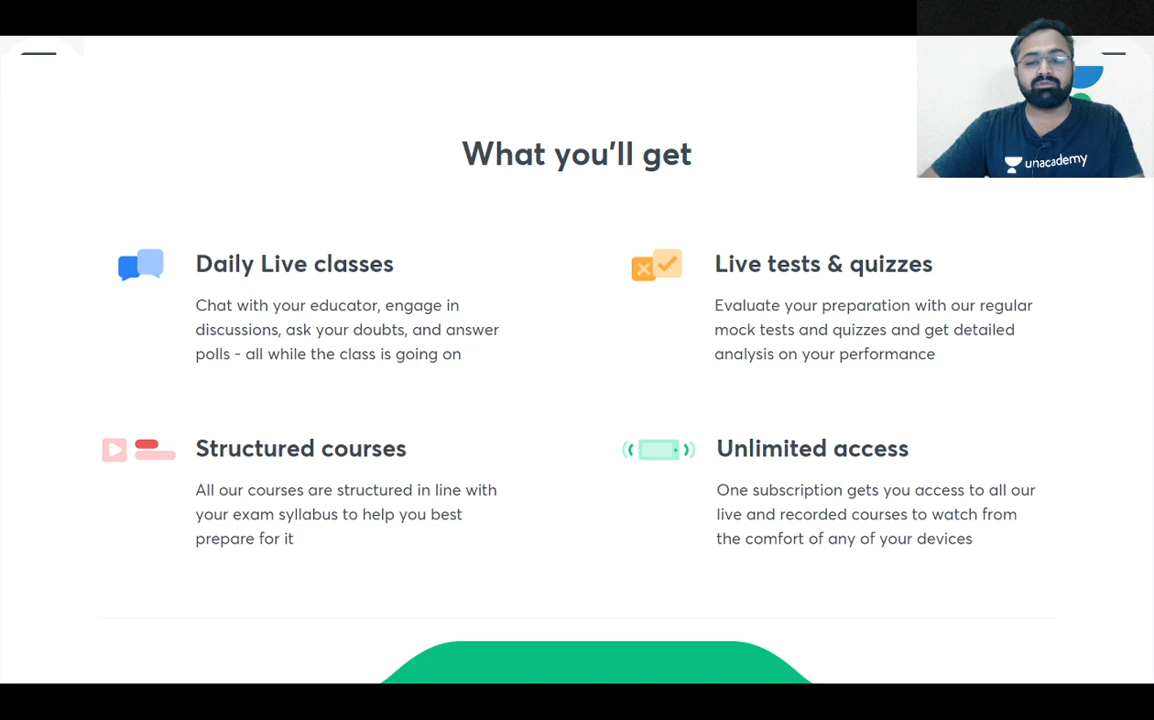 What you'll get
unacademy
Daily Live classes
Chat with your educator, engage in
discussions, ask your doubts, and answer
polls - all while the class is going on
Live tests & quizzes
Evaluate your preparation with our regular
mock tests and quizzes and get detailed
analysis on your performance
Structured courses
All our courses are structured in line with
your exam syllabus to help you best
prepare for it
Unlimited access
One subscription gets you access to all our
live and recorded courses to watch from
the comfort of any of your devices